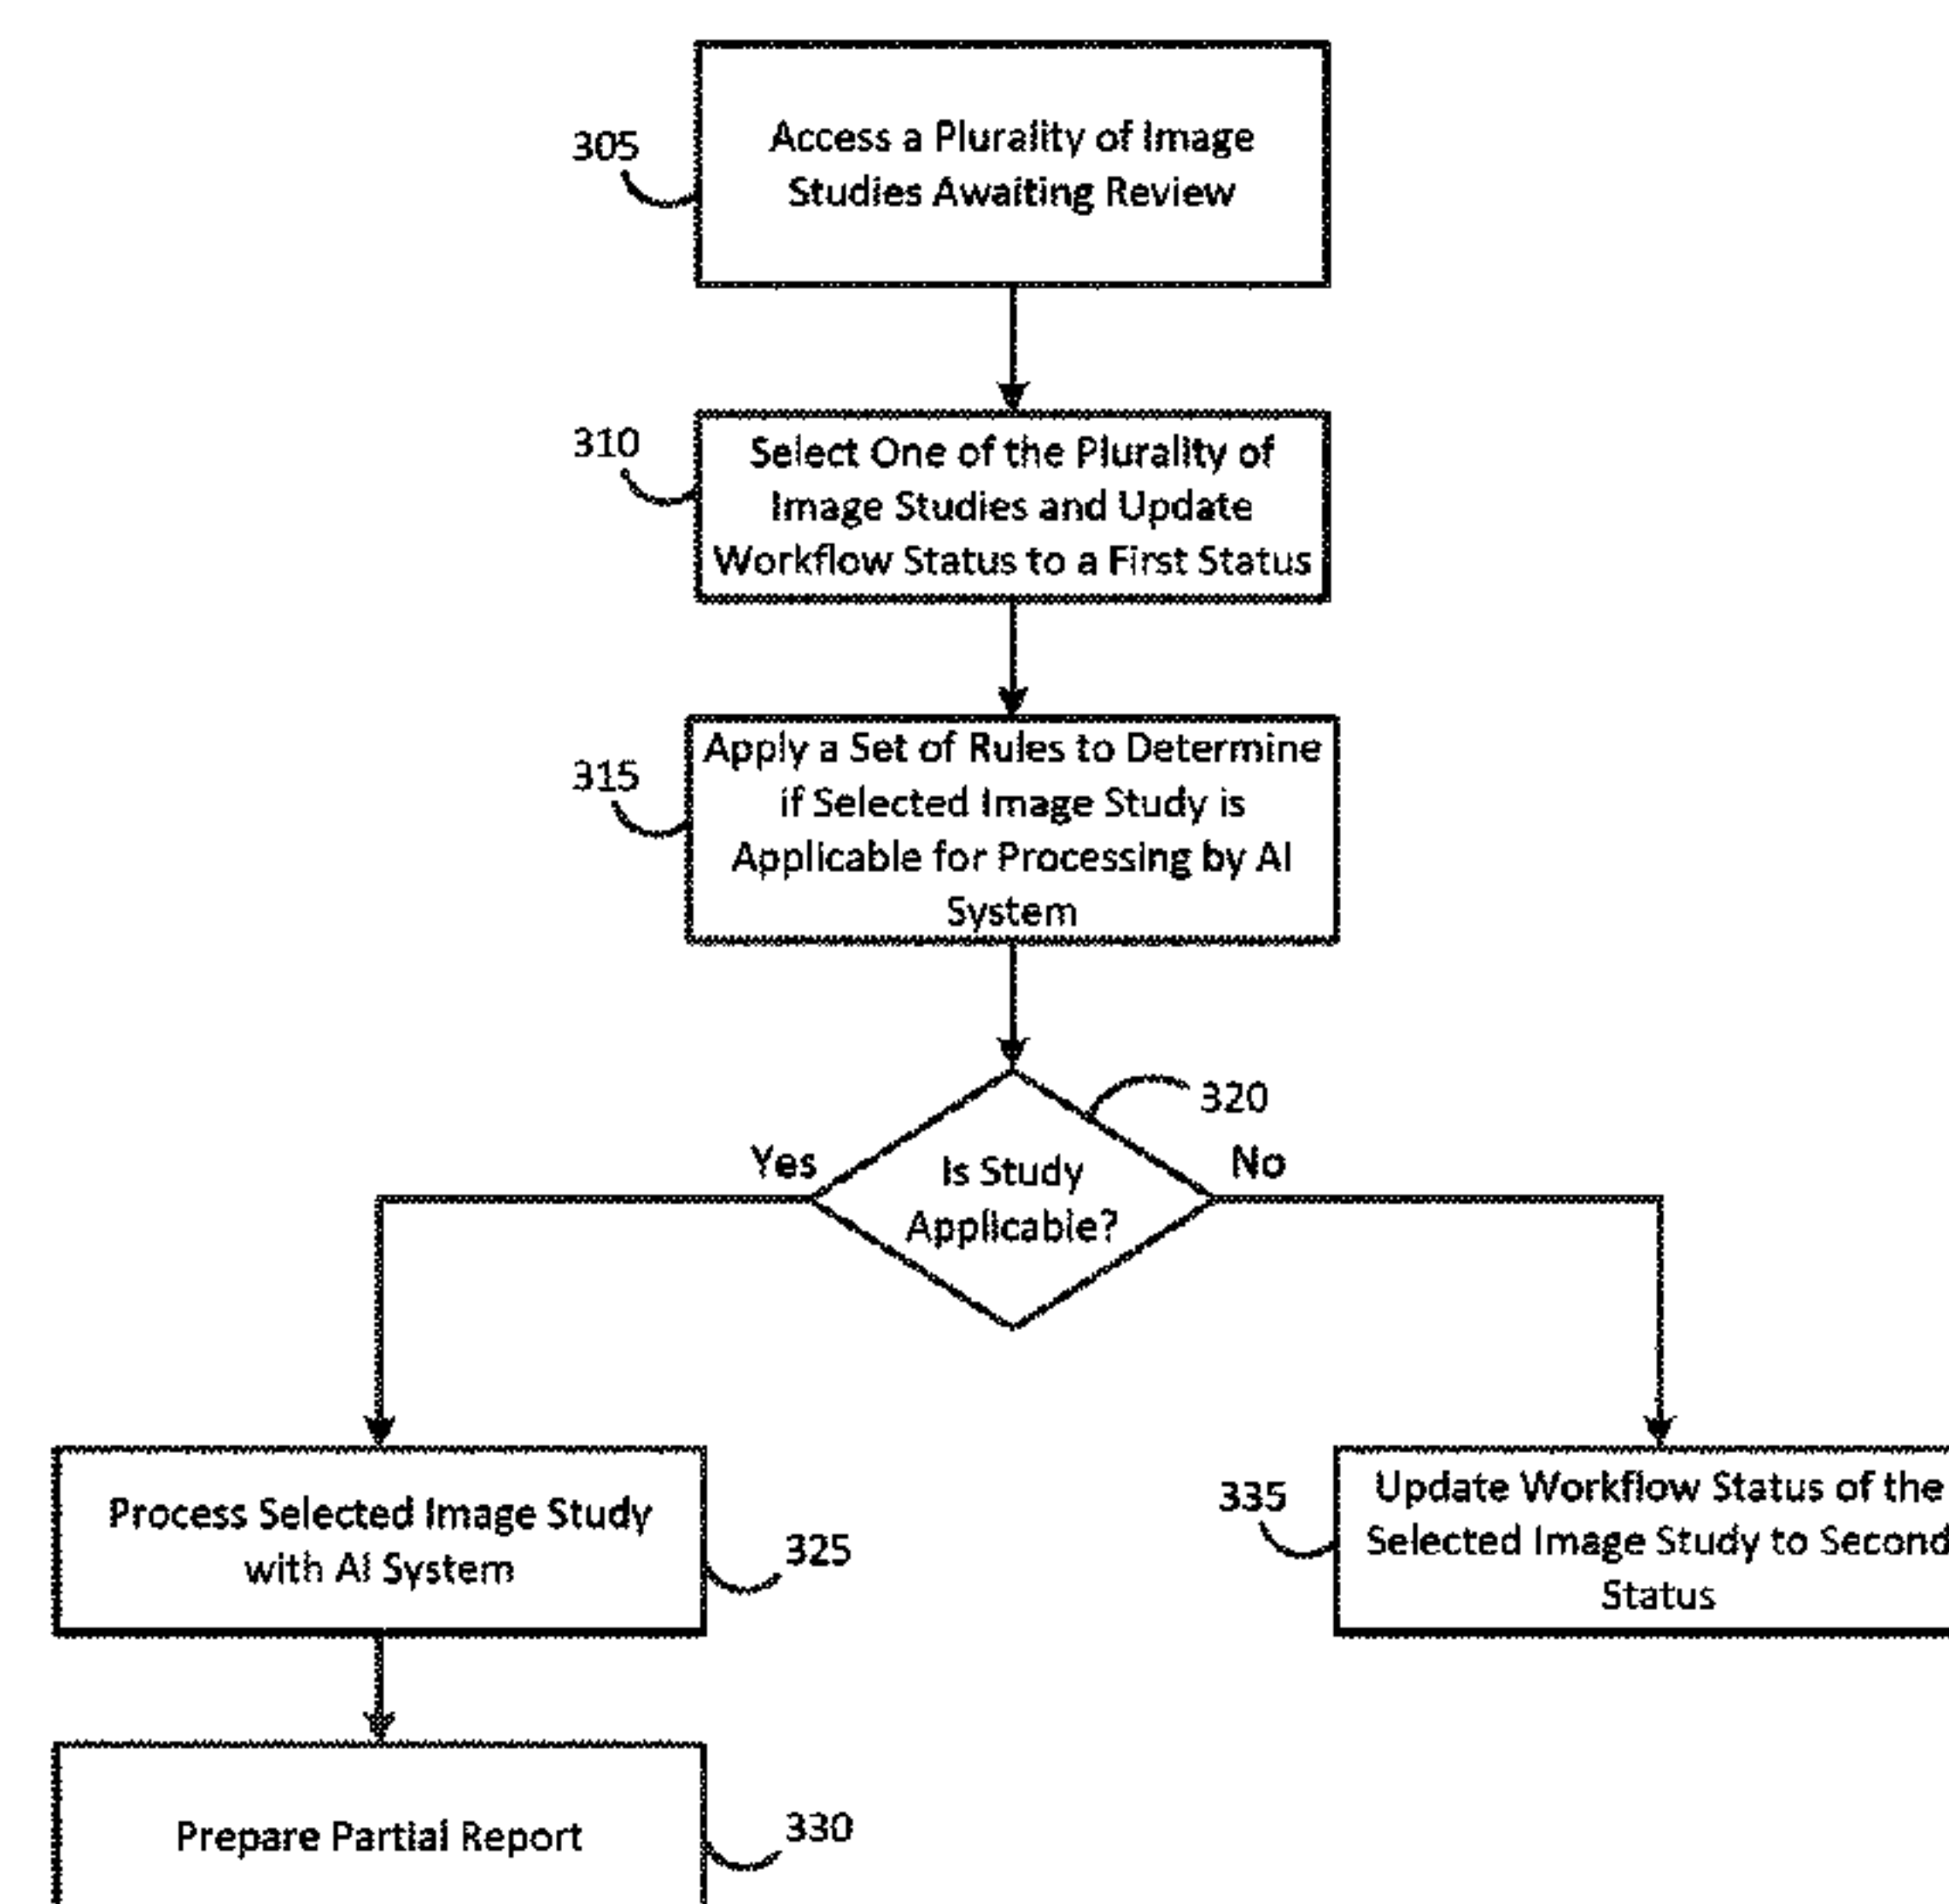 305
Access a Plurality of Image
Studies Awaiting Review
310
Select One of the Plurality of
Image Studies and Update
Workflow Status to a First Status
315
Apply a Set of Rules to Determine
if Selected Image Study is
Applicable for Processing by AI
System
320
Yes
Is Study
Applicable?
No
Process Selected Image Study
with AI System
325
335
Update Workflow Status of the
Selected Image Study to Second
Status
Prepare Partial Report
330